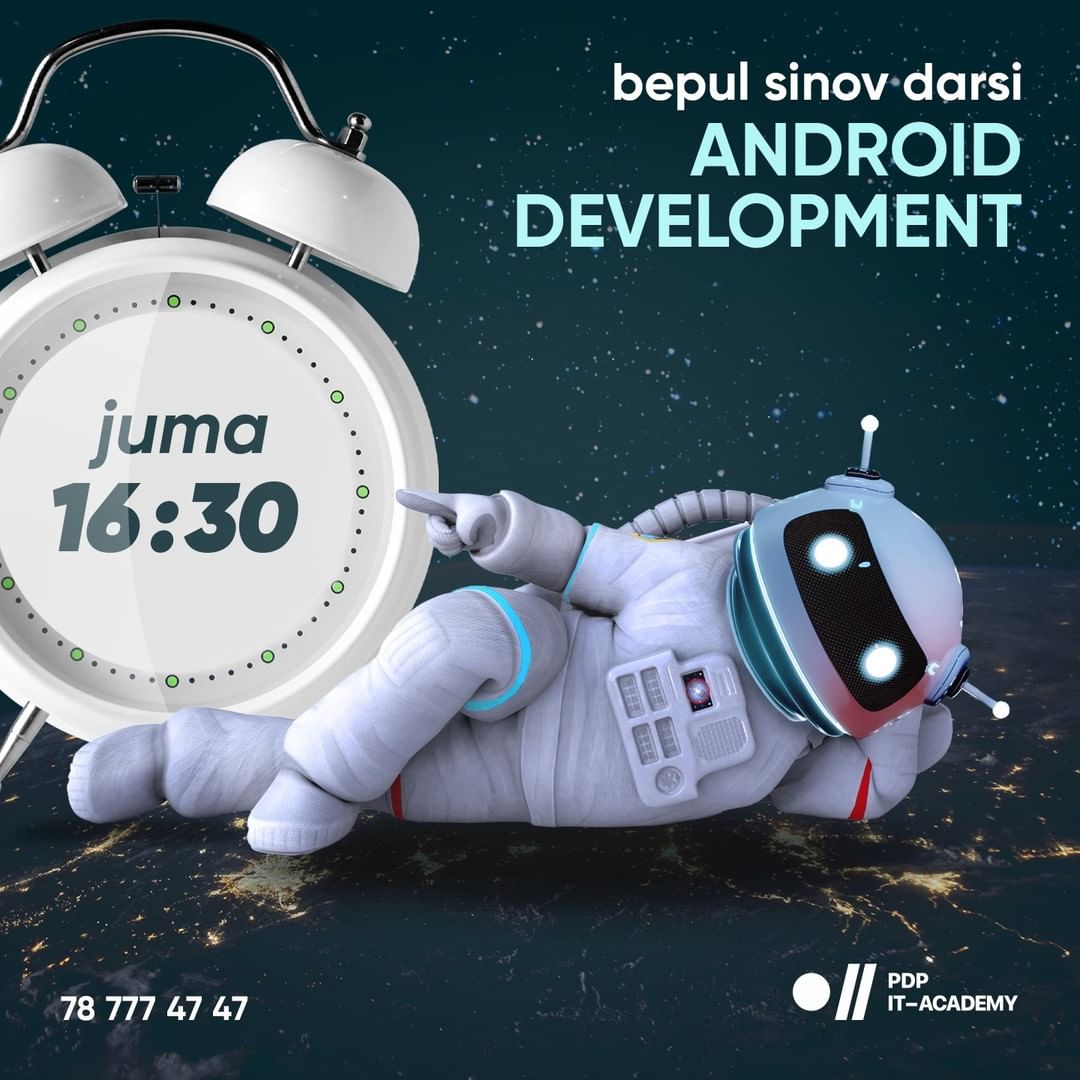 bepul sinov darsi
ANDROID
DEVELOPMENT
juma
16:30
78 777 47 47
PDP
IT-ACADEMY